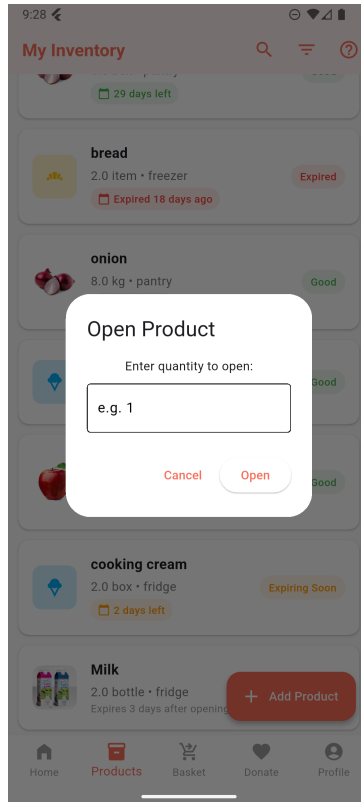 9:28
My Inventory
Good
29 days left
bread
2.0 item • freezer
Expired
Expired 18 days ago
onion
8.0 kg • pantry
Good
Open Product
Enter quantity to open:
e.g. 1
Good
Cancel
Open
Good
cooking cream
2.0 box • fridge
Expiring Soon
2 days left
Milk
2.0 bottle • fridge
Expires 3 days after opening
Add Product
Home
Products
Basket
Donate
Profile